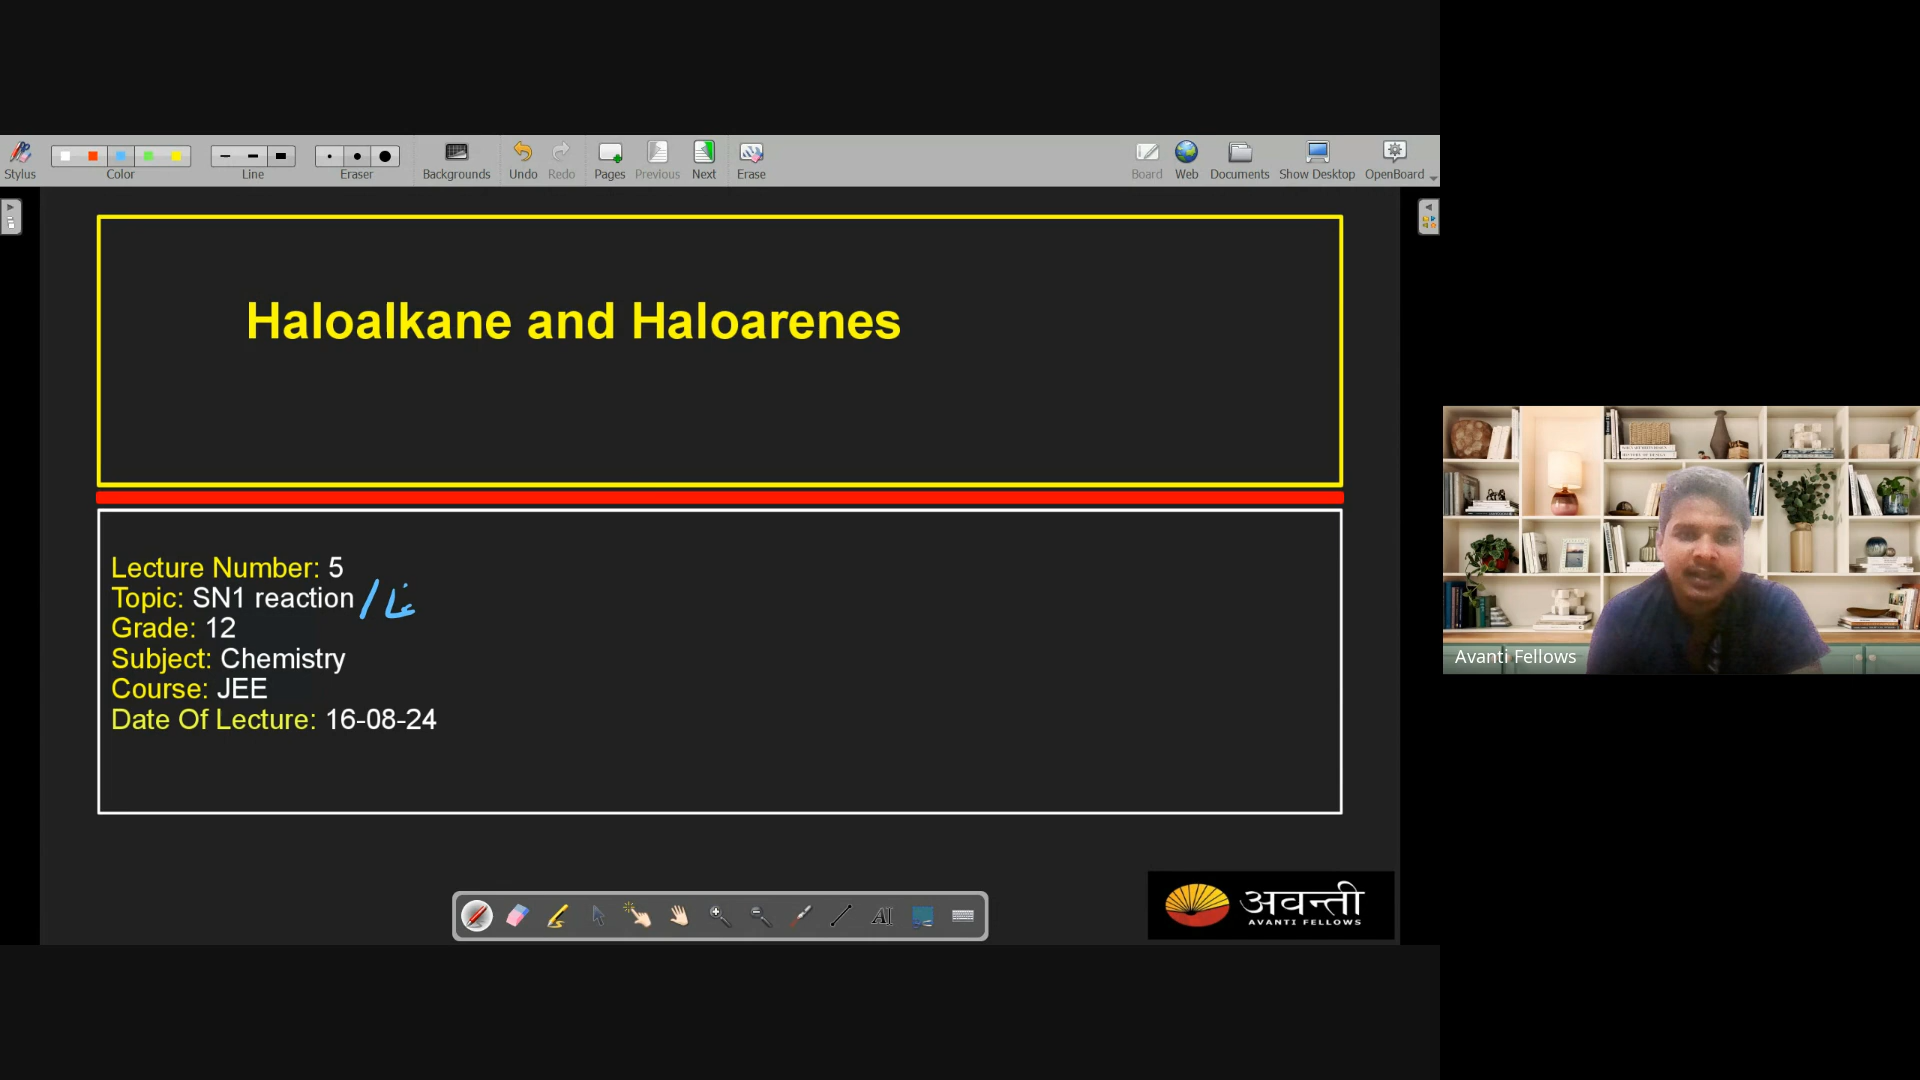 Stylus
Color
Line
Eraser
Backgrounds
Undo
Redo
Pages
Previous
Next
Erase
Board
Web
Documents
Show Desktop
OpenBoard
Haloalkane and Haloarenes
Lecture Number: 5
Topic: SN1 reaction /
Grade: 12
Subject: Chemistry
Course: JEE
Date Of Lecture: 16-08-24
Avanti Fellows
अवन्ती
AVANTI FELLOWS